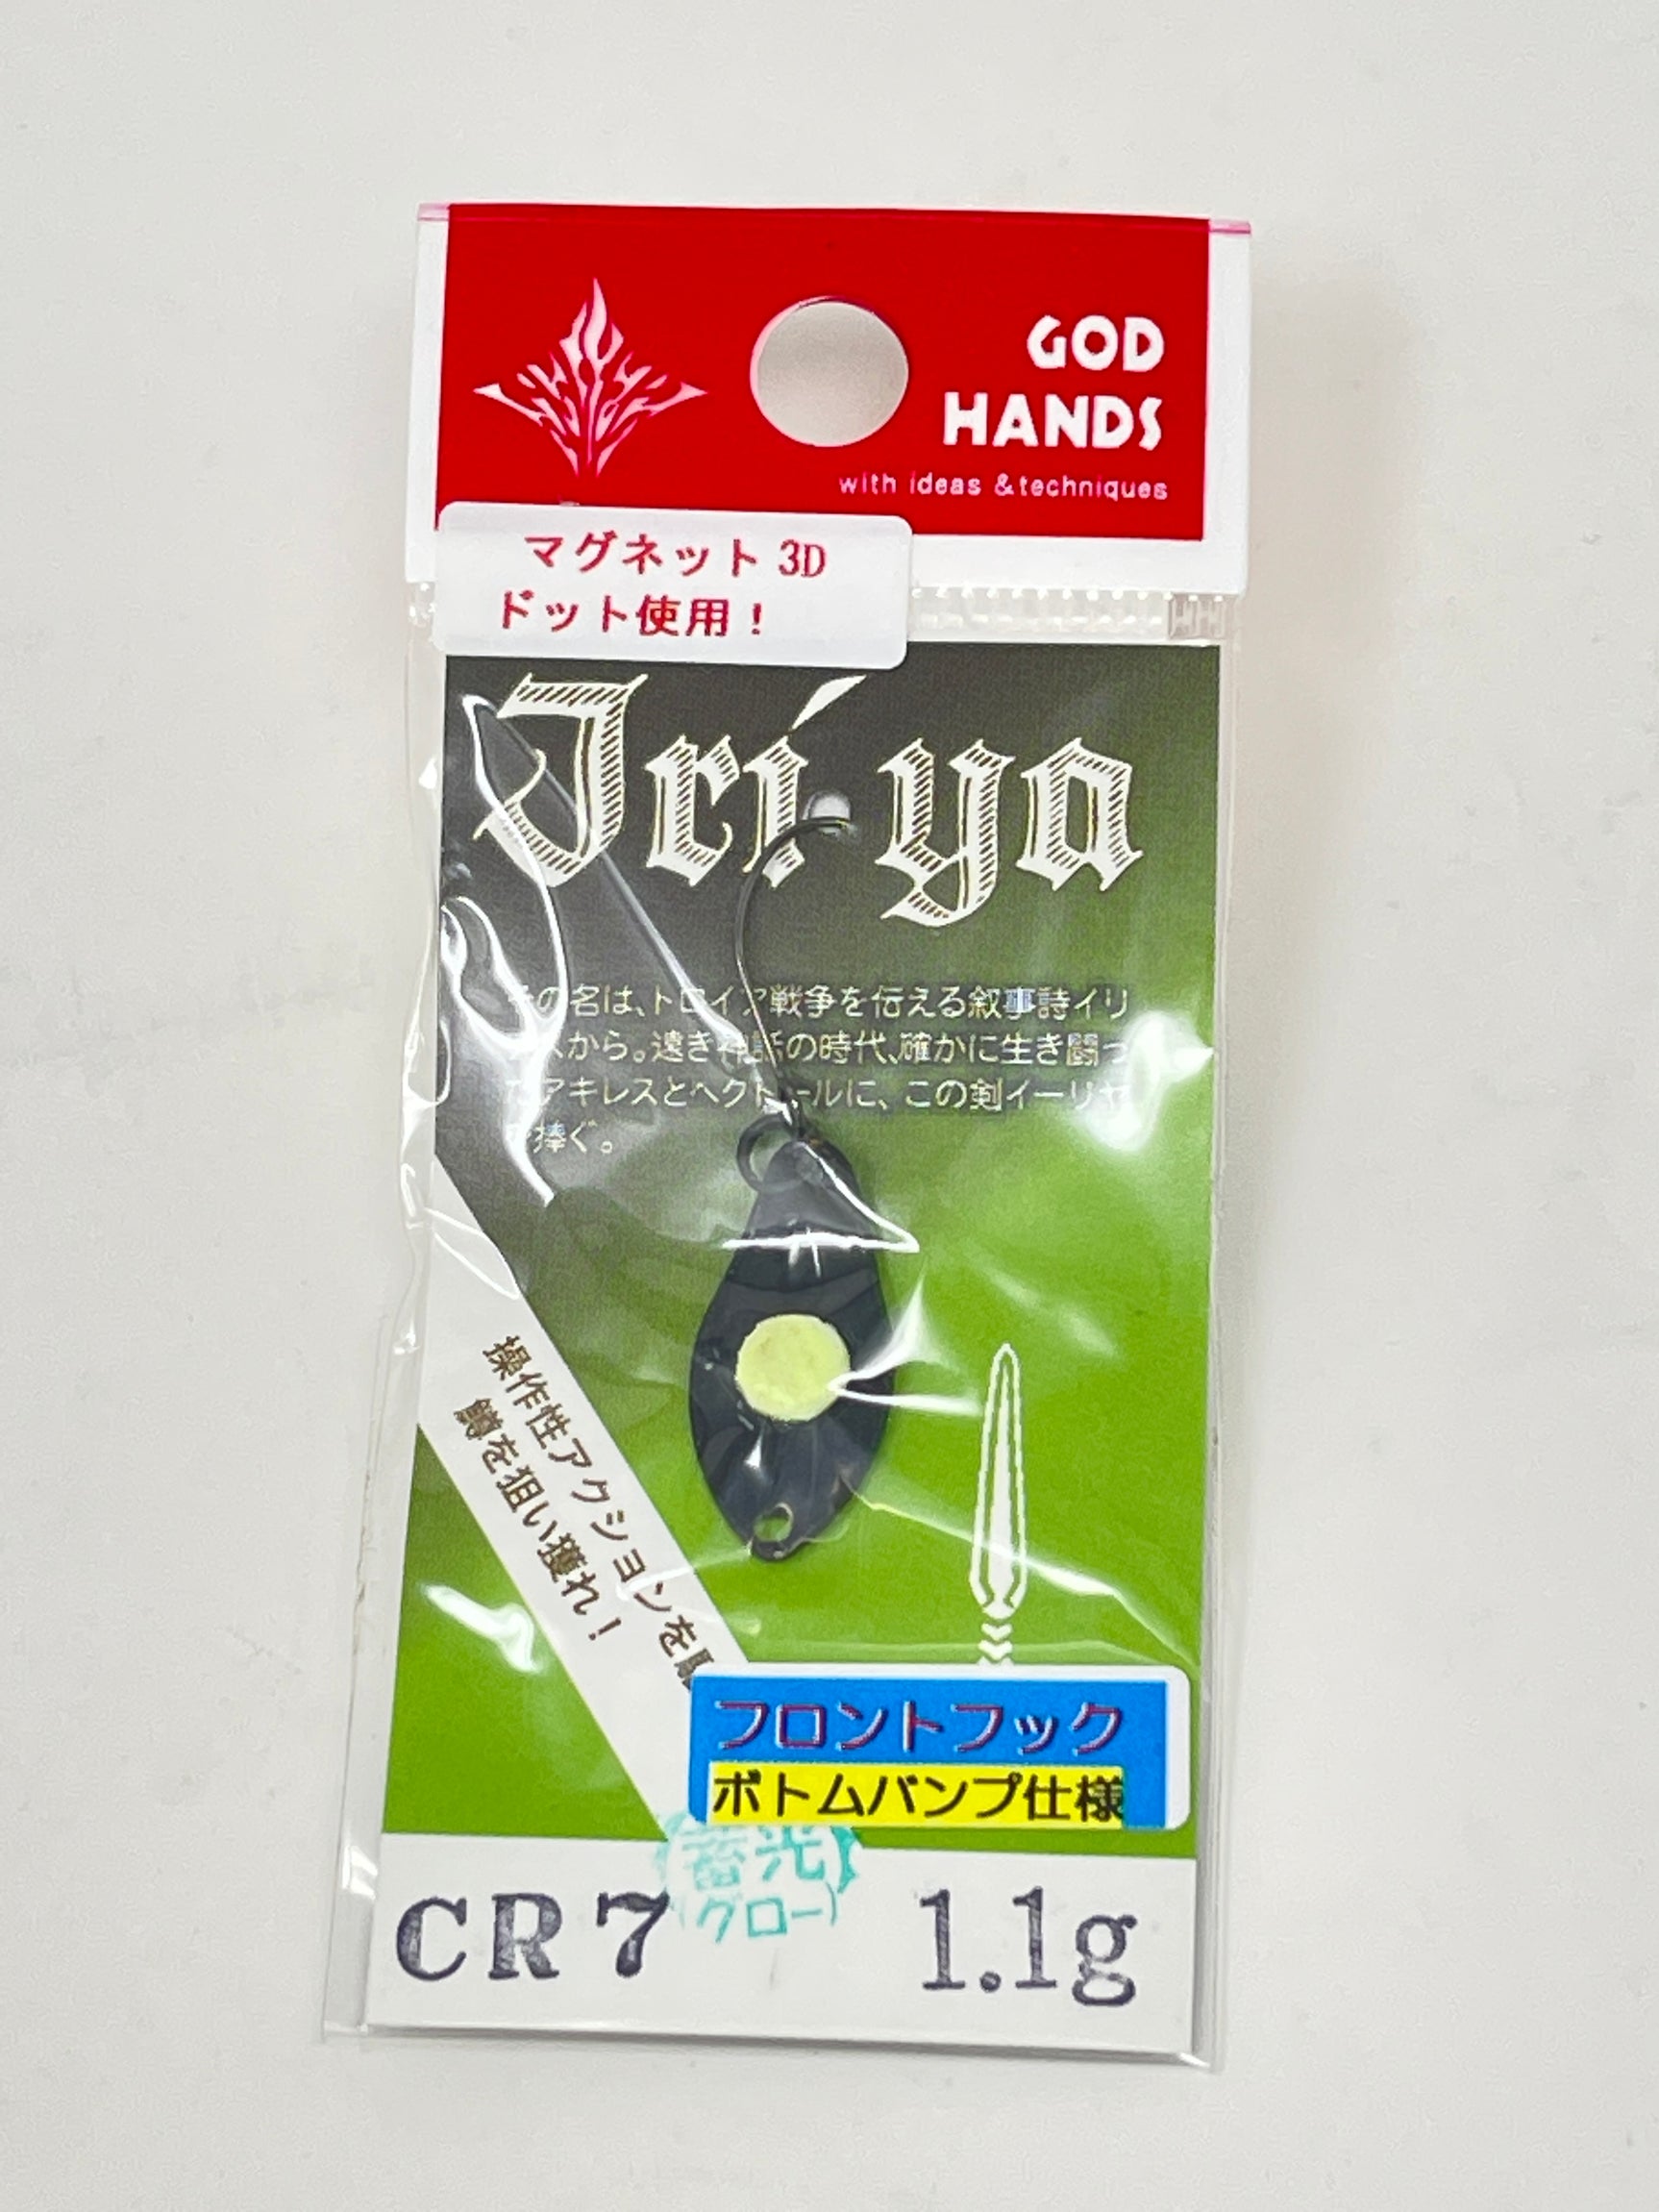 GOD
HANDS
with ideas & techniques
マグネット 3D
ドット使用！
Iri ya
その名は、トロイア戦争を伝える叙事詩イリ
から。遠き神話の時代、確かに生き闘っ
たアキレスとヘクトールに、この剣イーリヤ
を捧ぐ。
操作性アクションを
鱒を狙い獲れ！
フロントフック
ボトムバンプ仕様
蓄光
(グロー)
CR7
1.1g